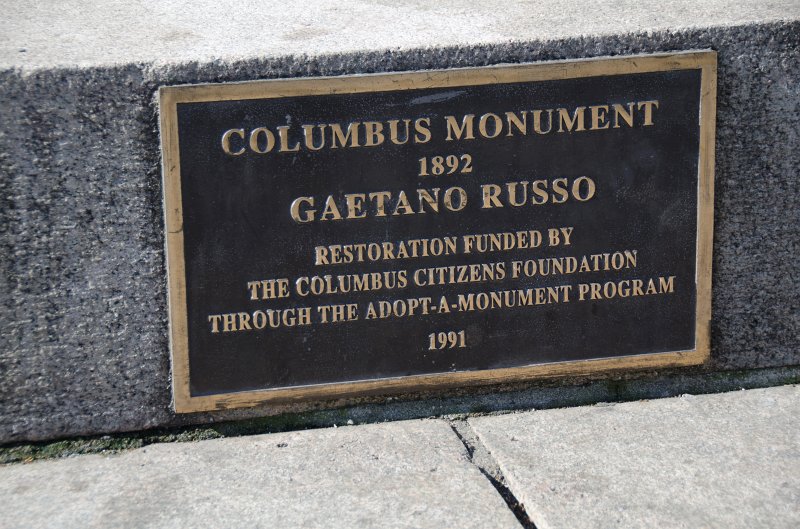 COLUMBUS MONUMENT
1892
GAETANO RUSSO
RESTORATION FUNDED BY
THE COLUMBUS CITIZENS FOUNDATION
THROUGH THE ADOPT-A-MONUMENT PROGRAM
1991